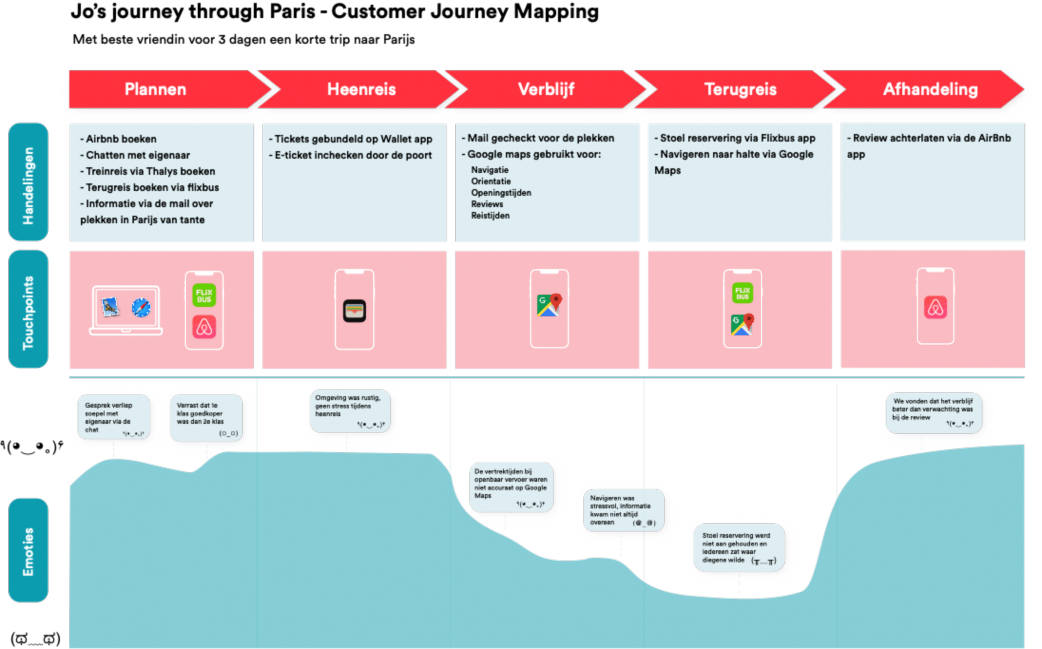 Jo's journey through Paris - Customer Journey Mapping
Met beste vriendin voor 3 dagen een korte trip naar Parijs
Plannen
Heenreis
Verblijf
Terugreis
Afhandeling
Handelingen
- Airbnb boeken
- Chatten met eigenaar
- Treinreis via Thalys boeken
- Terugreis boeken via flixbus
- Informatie via de mail over
plekken in Parijs van tante
- Tickets gebundeld op Wallet app
- E-ticket inchecken door de poort
- Mail gecheckt voor de plekken
- Google maps gebruikt voor:
Navigatie
Orientatie
Openingstijden
Reviews
Reistijden
- Stoel reservering via Flixbus app
- Navigeren naar halte via Google
Maps
- Review achterlaten via de AirBnb
app
Touchpoints
FLIX
BUS
G
FLIX
BUS
G
Gesprek verliep
soepel met
eigenaar via de
chat
٩(•‿•｡)۶
Verrast dat 1e
klas goedkoper
was dan 2e klas
(○_○)
Omgeving was rustig,
geen stress tijdens
heenreis
٩(•‿•｡)۶
De vertrektijden bij
openbaar vervoer waren
niet accuraat op Google
Maps
٩(•‿•｡)۶
Navigeren was
stressvol, informatie
kwam niet altijd
overeen (@_@)
Stoel reservering werd
niet aan gehouden en
iedereen zat waar
diegene wilde (╥﹏╥)
We vonden dat het verblijf
beter dan verwachting was
bij de review
٩(•‿•｡)۶
٩(•‿•｡)۶
Emoties
(ಥ﹏ಥ)